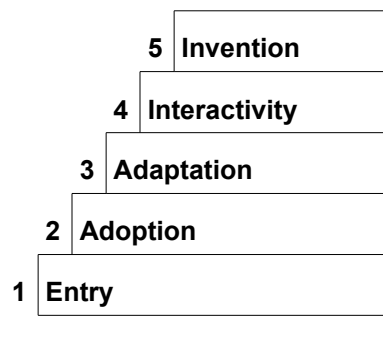 5 Invention
4 Interactivity
3 Adaptation
2 Adoption
1 Entry